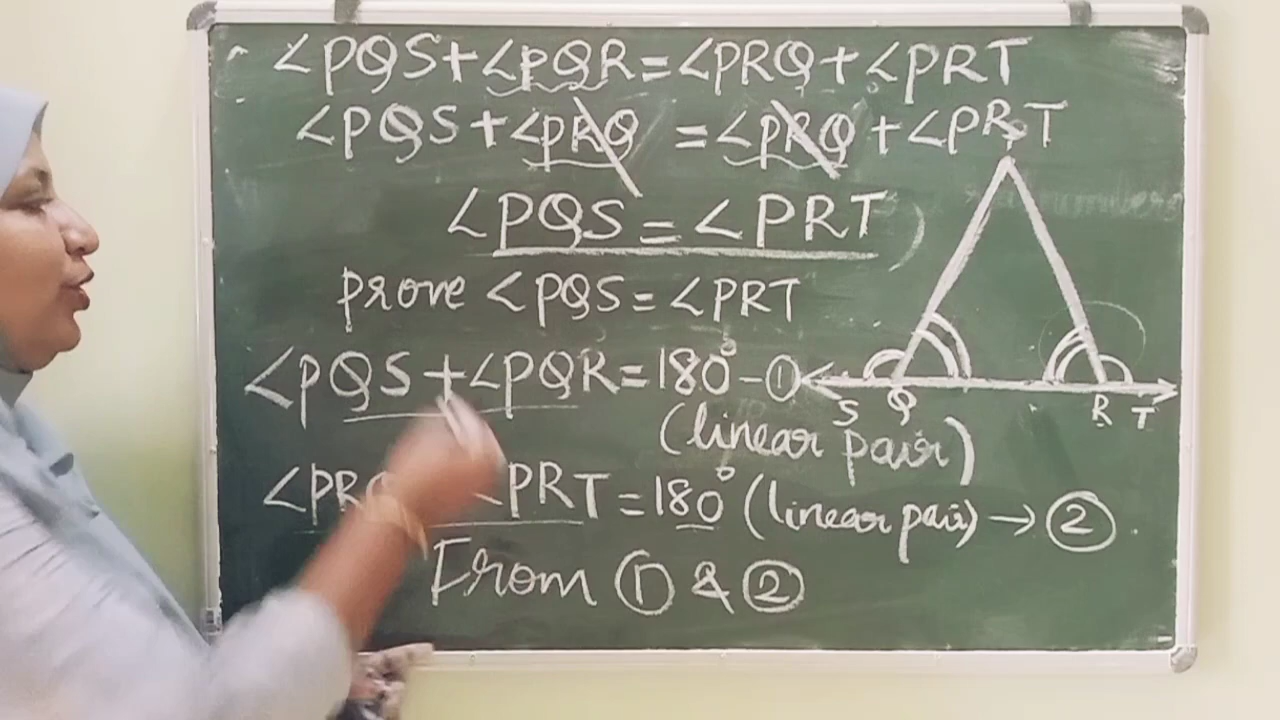 ∠PQS+∠PQR=∠PRQ+∠PRT
∠PQS+∠PRQ=∠PRQ+∠PRT
∠PQS=∠PRT
prove ∠PQS=∠PRT
∠PQS+∠PQR=180°-①
(linear pair)
∠PRT=180° (linear pair)→②
From ① & ②
P
S Q R T